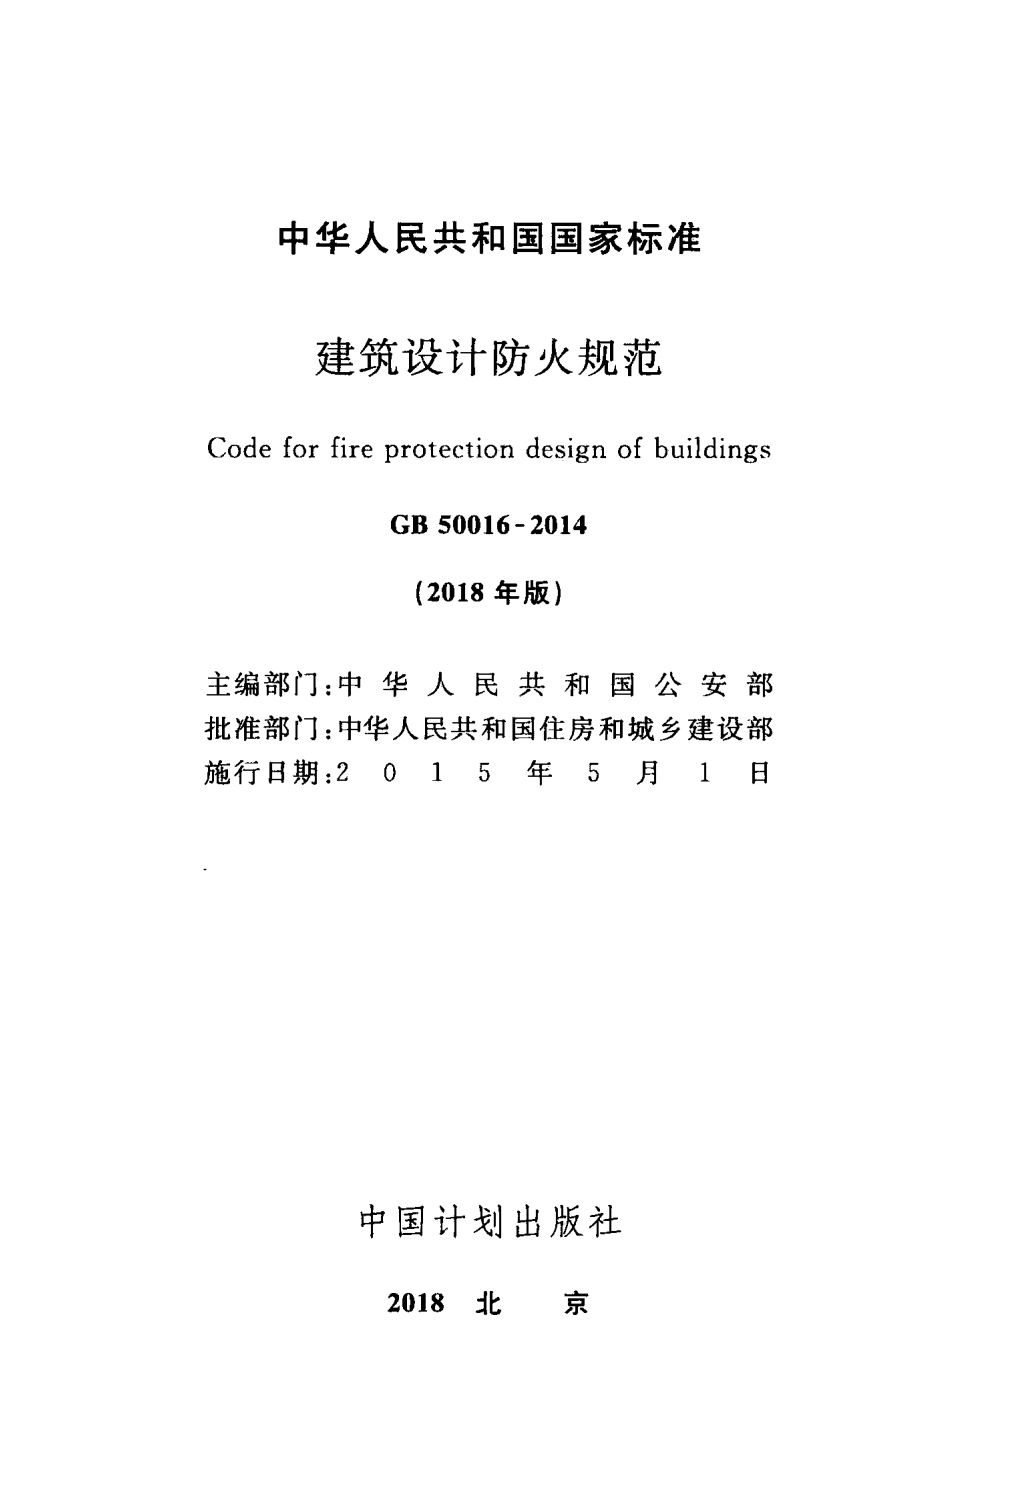 中华人民共和国国家标准
建筑设计防火规范
Code for fire protection design of buildings
GB 50016-2014
(2018 年版)
主编部门:中华人民共和国公安部
批准部门:中华人民共和国住房和城乡建设部
施行日期:2015年5月1日
中国计划出版社
2018 北 京